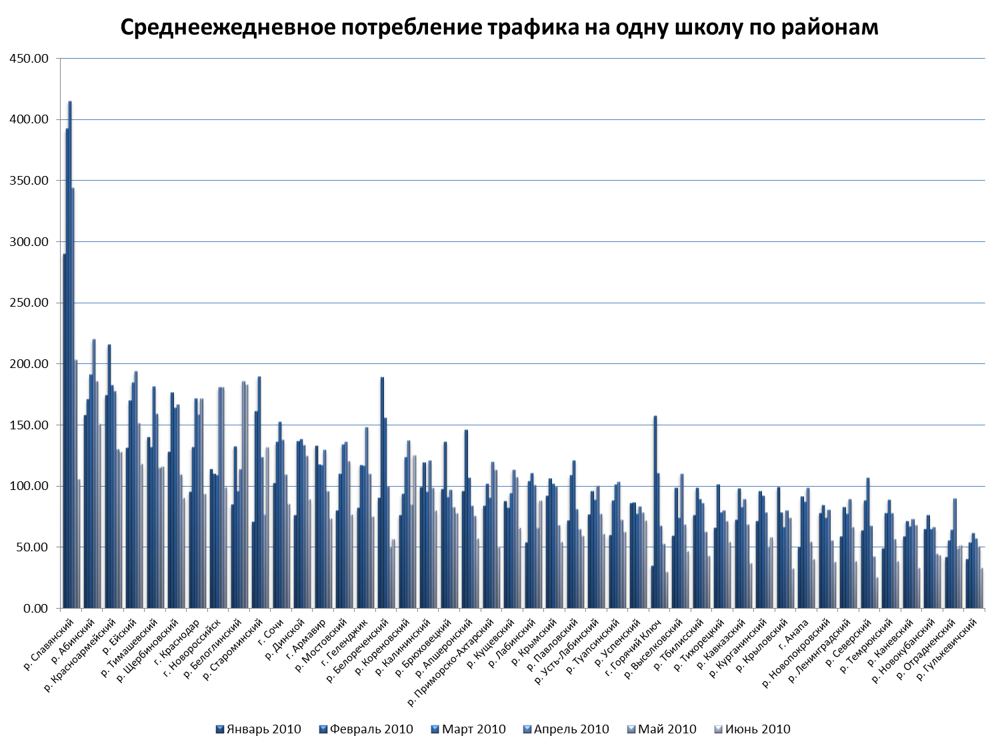 Среднеежедневное потребление трафика на одну школу по районам
450.00
400.00
350.00
300.00
250.00
200.00
150.00
100.00
50.00
0.00
р. Славянский
р. Абинский
р. Красноармейский
р. Ейский
р. Тимашевский
р. Щербиновский
г. Краснодар
г. Новороссийск
р. Белоглинский
р. Староминский
г. Сочи
р. Динской
г. Армавир
р. Мостовский
г. Геленджик
р. Белореченский
р. Кореновский
р. Калининский
р. Брюховецкий
р. Апшеронский
р. Приморско-Ахтарский
р. Кущевский
р. Лабинский
р. Крымский
р. Павловский
р. Усть-Лабинский
р. Туапсинский
р. Успенский
г. Горячий Ключ
р. Выселковский
р. Тбилисский
р. Тихорецкий
р. Кавказский
р. Курганинский
р. Крыловский
г. Анапа
р. Новопокровский
р. Ленинградский
р. Северский
р. Темрюкский
р. Каневский
р. Новокубанский
р. Отрадненский
р. Гулькевичский
Январь 2010 Февраль 2010 Март 2010 Апрель 2010 Май 2010 Июнь 2010